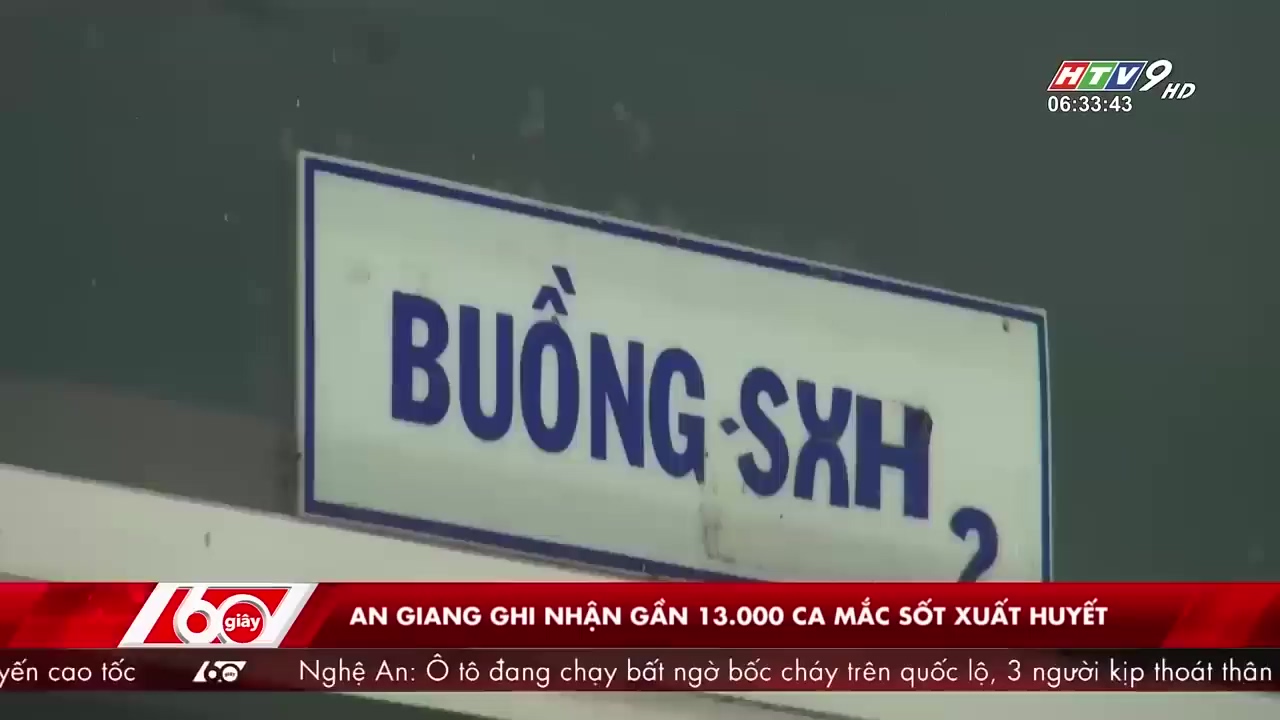 HTV9 HD
06:33:43
BUỒNG SXH 2
60 giây
AN GIANG GHI NHẬN GẦN 13.000 CA MẮC SỐT XUẤT HUYẾT
yến cao tốc 60 giây Nghệ An: Ô tô đang chạy bất ngờ bốc cháy trên quốc lộ, 3 người kịp thoát thân